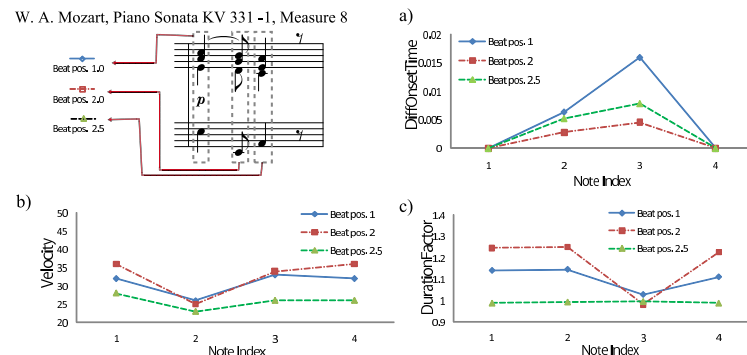 W. A. Mozart, Piano Sonata KV 331 -1, Measure 8
Beat pos. 1.0
Beat pos. 2.0
Beat pos. 2.5
p
a)
DiffOnsetTime
0.02
0.015
0.01
0.005
0
1 2 3 4
Note Index
Beat pos. 1
Beat pos. 2
Beat pos. 2.5
b)
Velocity
50
45
40
35
30
25
20
1 2 3 4
Note Index
Beat pos. 1
Beat pos. 2
Beat pos. 2.5
c)
DurationFactor
1.4
1.3
1.2
1.1
1
0.9
1 2 3 4
Note Index
Beat pos. 1
Beat pos. 2
Beat pos. 2.5